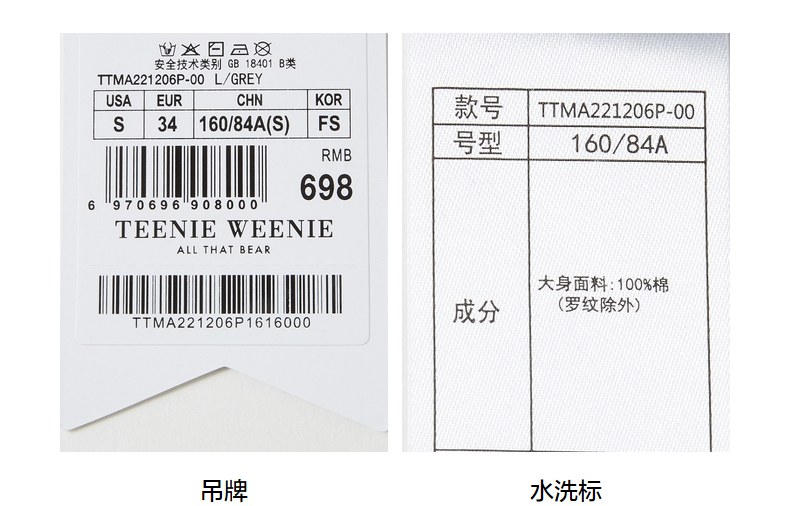 安全技术类别 GB 18401 B类
TTMA221206P-00 L/GREY
USA EUR CHN KOR
S 34 160/84A(S) FS
RMB
698
6 970696 908000
TEENIE WEENIE
ALL THAT BEAR
TTMA221206P1616000
吊牌
款号 TTMA221206P-00
号型 160/84A
成分 大身面料:100%棉
(罗纹除外)
水洗标